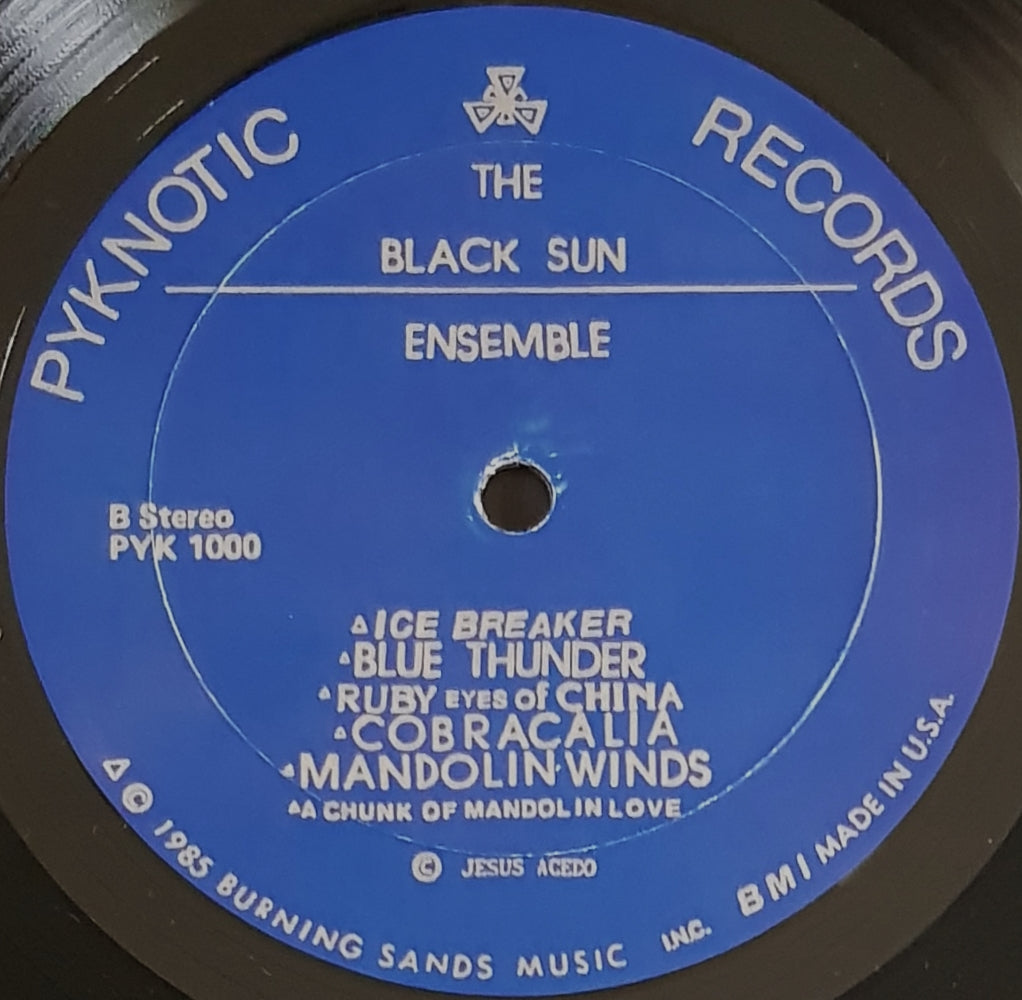 PYKNOTIC RECORDS
THE
BLACK SUN
ENSEMBLE
B Stereo
PYK 1000
ICE BREAKER
BLUE THUNDER
RUBY EYES of CHINA
COBRACALIA
MANDOLIN WINDS
A CHUNK OF MANDOLIN LOVE
© JESUS ACEDO
© 1985 BURNING SANDS MUSIC INC. BMI MADE IN U.S.A.